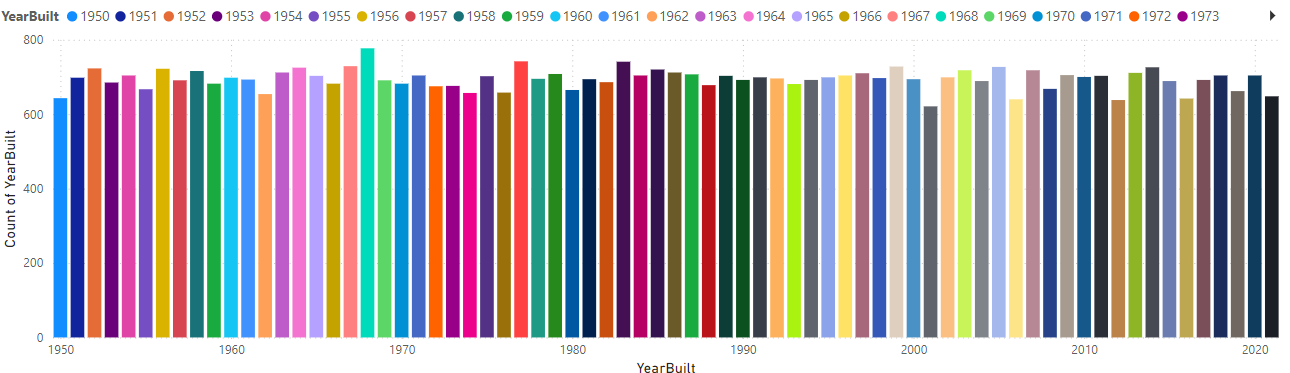 YearBuilt 1950 1951 1952 1953 1954 1955 1956 1957 1958 1959 1960 1961 1962 1963 1964 1965 1966 1967 1968 1969 1970 1971 1972 1973
800
600
400
200
0
Count of YearBuilt
1950 1960 1970 1980 1990 2000 2010 2020
YearBuilt